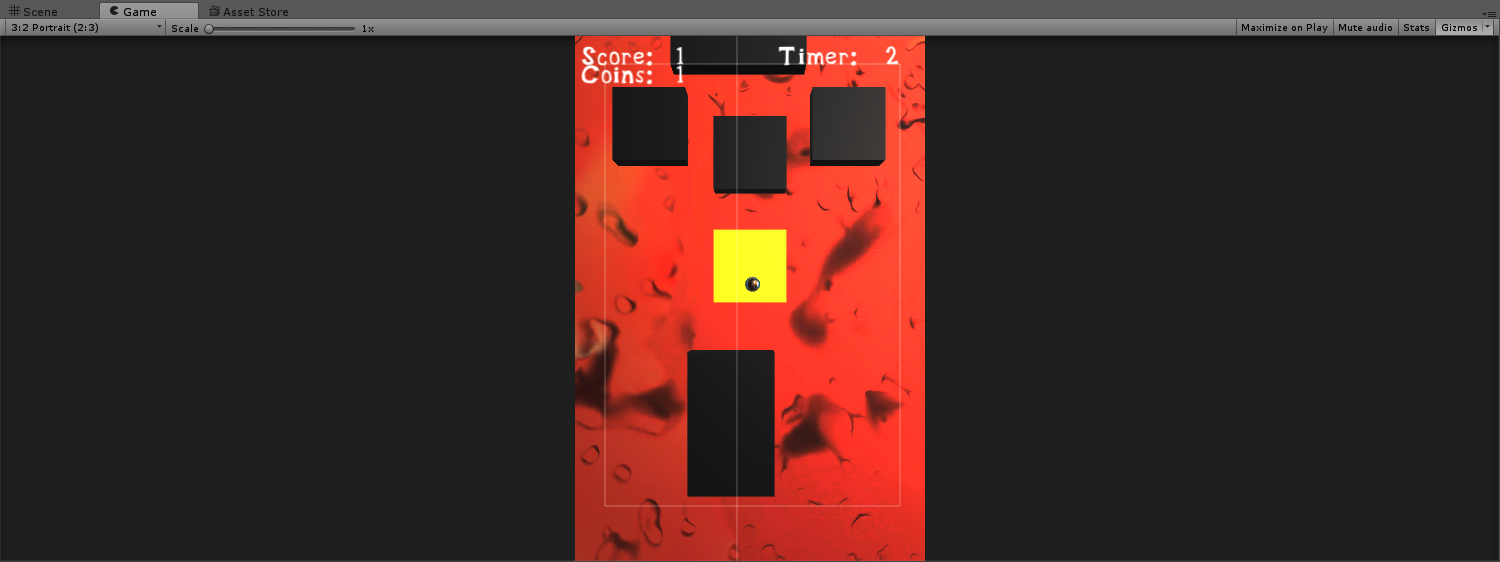 Scene Game Asset Store
3:2 Portrait (2:3) Scale 1x Maximize on Play Mute audio Stats Gizmos
Score: 1 Timer: 2
Coins: 1